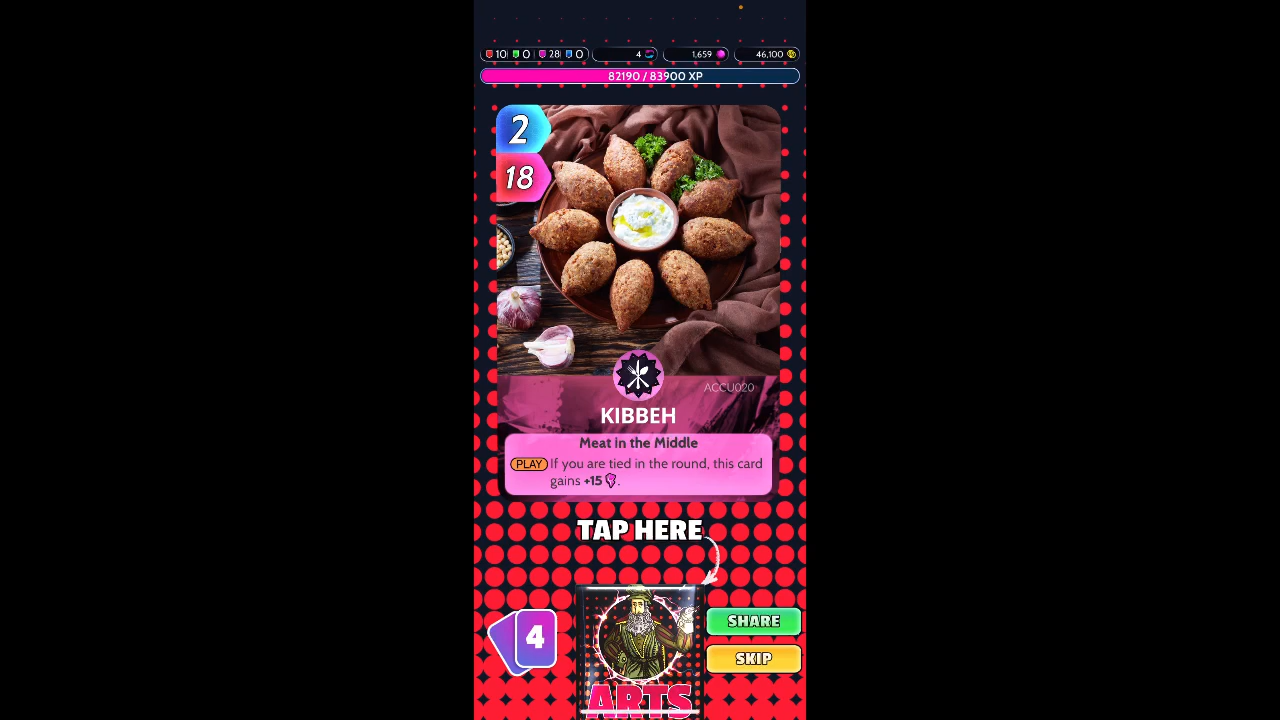 10 0 28 0 4 1,659 46,100
82190 / 83900 XP
2
18
ACCU020
KIBBEH
Meat in the Middle
PLAY If you are tied in the round, this card
gains +15.
TAP HERE
4
SHARE
SKIP
ARTS